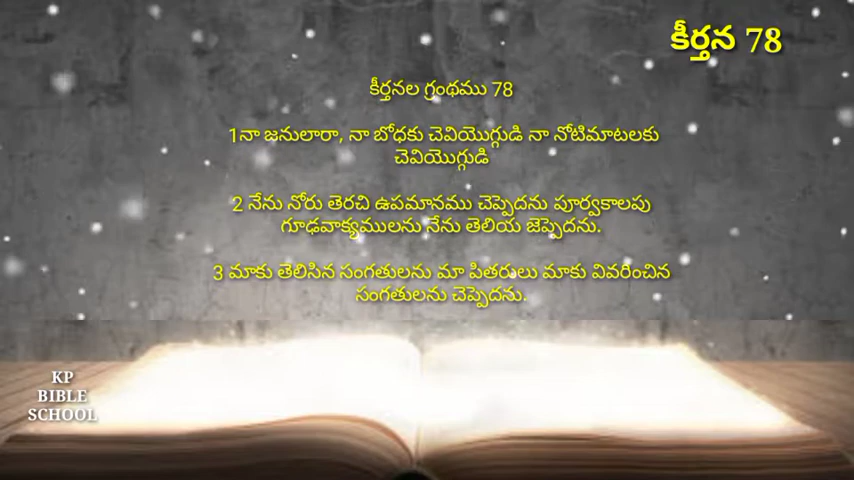 కీర్తన 78
కీర్తనల గ్రంథము 78
1నా జనులారా, నా బోధకు చెవియొగ్గుడి నా నోటిమాటలకు
చెవియొగ్గుడి
2 నేను నోరు తెరచి ఉపమానము చెప్పెదను పూర్వకాలపు
గూఢవాక్యములను నేను తెలియ జెప్పెదను.
3 మాకు తెలిసిన సంగతులను మా పితరులు మాకు వివరించిన
సంగతులను చెప్పెదను.
KP
BIBLE
SCHOOL